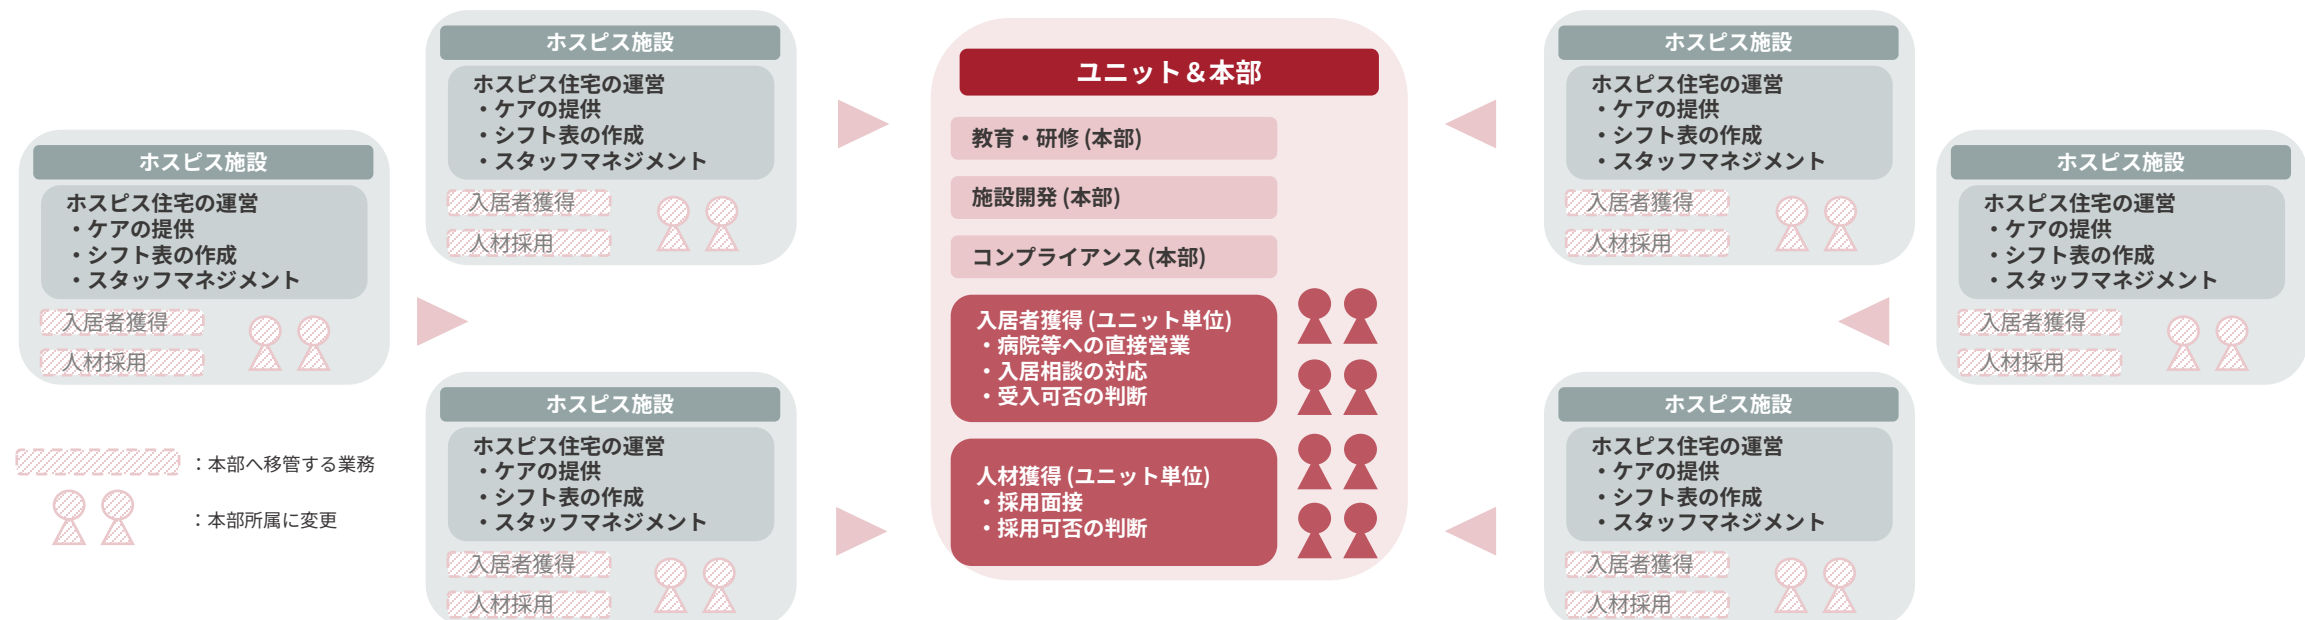 ホスピス施設
ホスピス住宅の運営
・ケアの提供
・シフト表の作成
・スタッフマネジメント
入居者獲得
人材採用
ホスピス施設
ホスピス住宅の運営
・ケアの提供
・シフト表の作成
・スタッフマネジメント
入居者獲得
人材採用
ホスピス施設
ホスピス住宅の運営
・ケアの提供
・シフト表の作成
・スタッフマネジメント
入居者獲得
人材採用
：本部へ移管する業務
：本部所属に変更
ユニット＆本部
教育・研修 (本部)
施設開発 (本部)
コンプライアンス (本部)
入居者獲得 (ユニット単位)
・病院等への直接営業
・入居相談の対応
・受入可否の判断
人材獲得 (ユニット単位)
・採用面接
・採用可否の判断
ホスピス施設
ホスピス住宅の運営
・ケアの提供
・シフト表の作成
・スタッフマネジメント
入居者獲得
人材採用
ホスピス施設
ホスピス住宅の運営
・ケアの提供
・シフト表の作成
・スタッフマネジメント
入居者獲得
人材採用
ホスピス施設
ホスピス住宅の運営
・ケアの提供
・シフト表の作成
・スタッフマネジメント
入居者獲得
人材採用